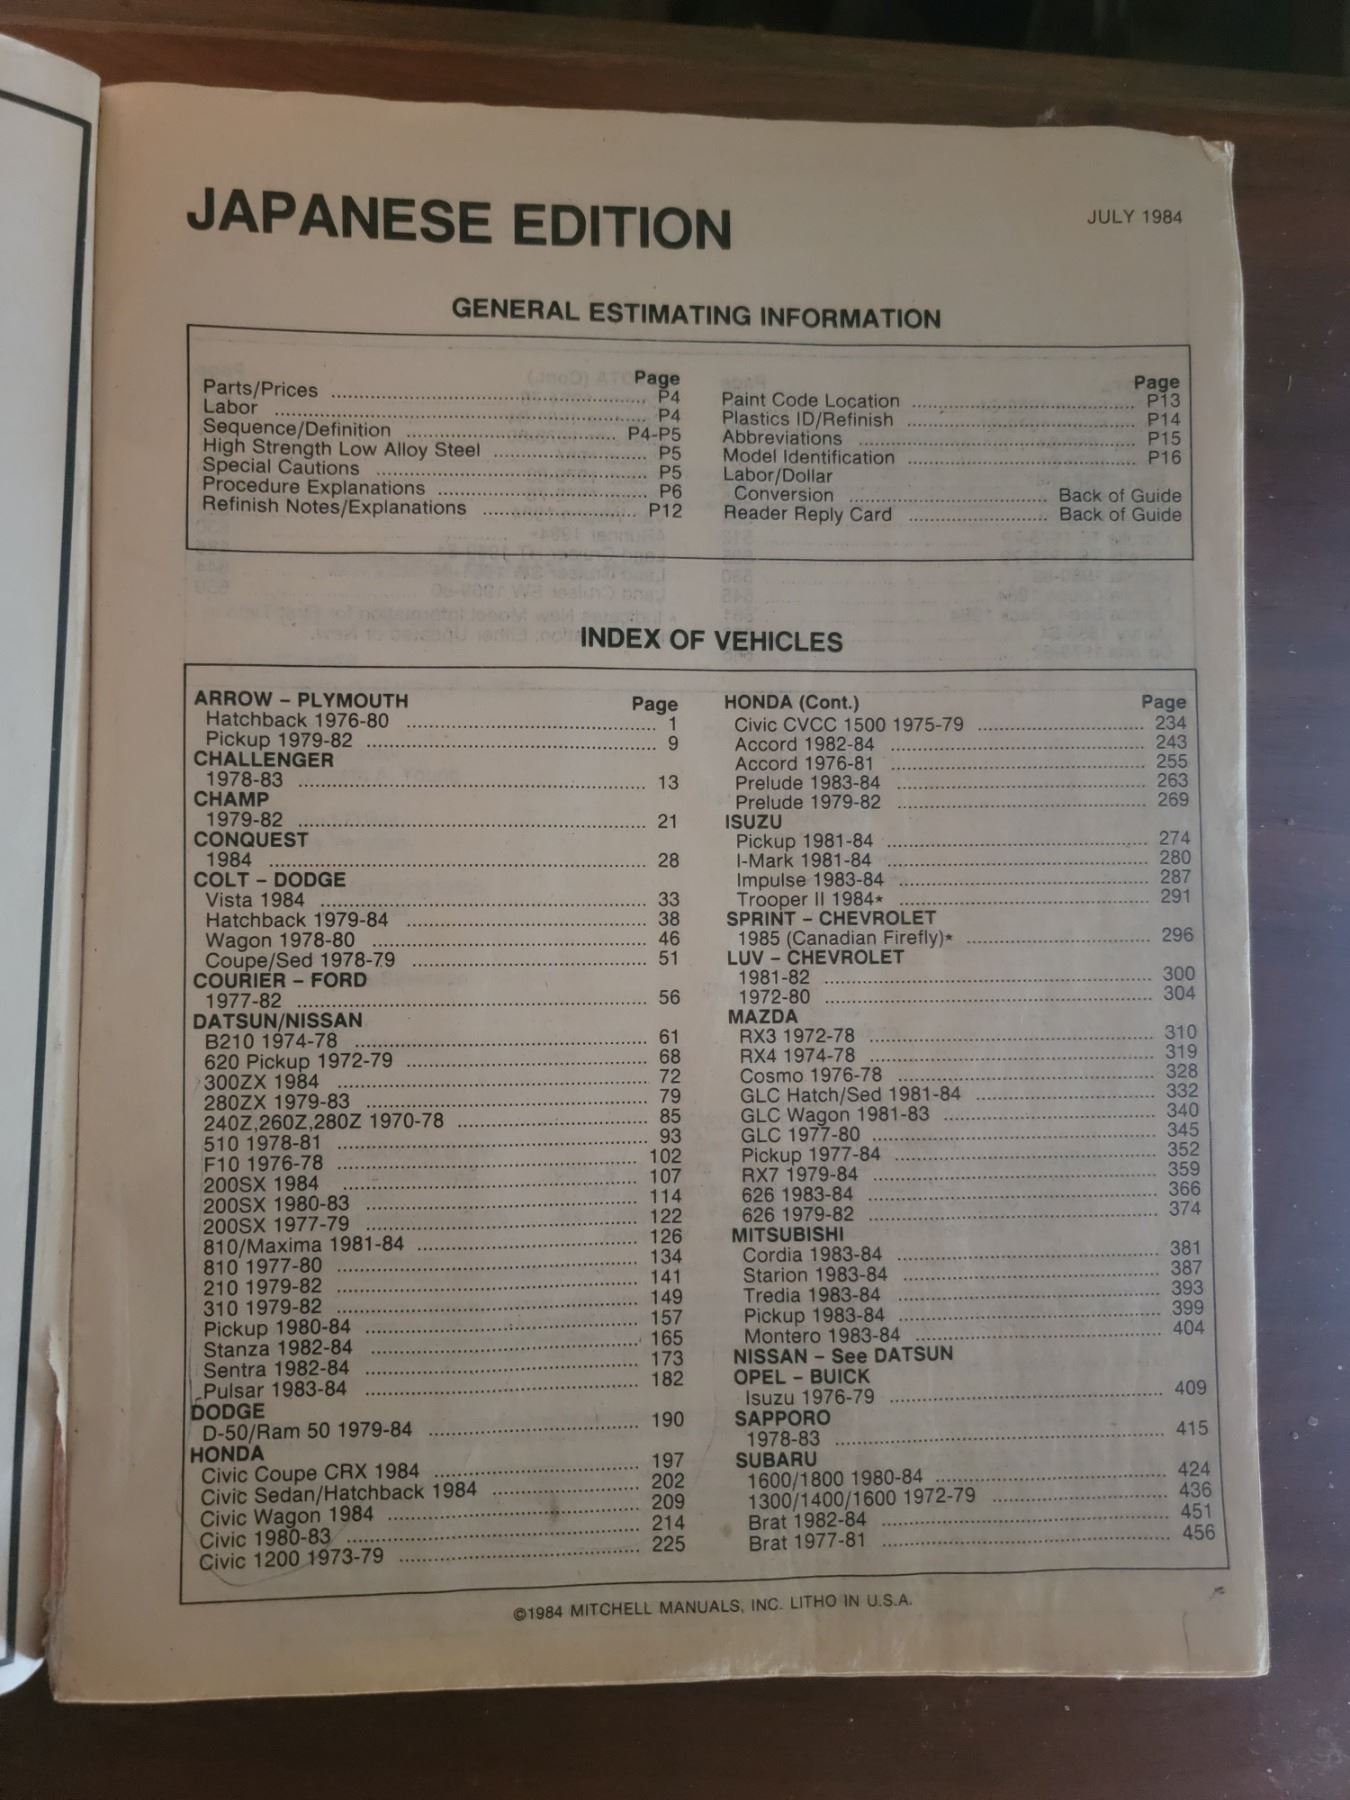 JAPANESE EDITION
JULY 1984
GENERAL ESTIMATING INFORMATION
Page
Parts/Prices ........ P4
Labor ........ P4
Sequence/Definition ........ P4-P5
High Strength Low Alloy Steel ........ P5
Special Cautions ........ P5
Procedure Explanations ........ P6
Refinish Notes/Explanations ........ P12
Page
Paint Code Location ........ P13
Plastics ID/Refinish ........ P14
Abbreviations ........ P15
Model Identification ........ P16
Labor/Dollar
Conversion ........ Back of Guide
Reader Reply Card ........ Back of Guide
INDEX OF VEHICLES
ARROW – PLYMOUTH Page
Hatchback 1976-80 ........ 1
Pickup 1979-82 ........ 9
CHALLENGER
1978-83 ........ 13
CHAMP
1979-82 ........ 21
CONQUEST
1984 ........ 28
COLT – DODGE
Vista 1984 ........ 33
Hatchback 1979-84 ........ 38
Wagon 1978-80 ........ 46
Coupe/Sed 1978-79 ........ 51
COURIER – FORD
1977-82 ........ 56
DATSUN/NISSAN
B210 1974-78 ........ 61
620 Pickup 1972-79 ........ 68
300ZX 1984 ........ 72
280ZX 1979-83 ........ 79
240Z,260Z,280Z 1970-78 ........ 85
510 1978-81 ........ 93
F10 1976-78 ........ 102
200SX 1984 ........ 107
200SX 1980-83 ........ 114
200SX 1977-79 ........ 122
810/Maxima 1981-84 ........ 126
810 1977-80 ........ 134
210 1979-82 ........ 141
310 1979-82 ........ 149
Pickup 1980-84 ........ 157
Stanza 1982-84 ........ 165
Sentra 1982-84 ........ 173
Pulsar 1983-84 ........ 182
DODGE
D-50/Ram 50 1979-84 ........ 190
HONDA
Civic Coupe CRX 1984 ........ 197
Civic Sedan/Hatchback 1984 ........ 202
Civic Wagon 1984 ........ 209
Civic 1980-83 ........ 214
Civic 1200 1973-79 ........ 225
HONDA (Cont.) Page
Civic CVCC 1500 1975-79 ........ 234
Accord 1982-84 ........ 243
Accord 1976-81 ........ 255
Prelude 1983-84 ........ 263
Prelude 1979-82 ........ 269
ISUZU
Pickup 1981-84 ........ 274
I-Mark 1981-84 ........ 280
Impulse 1983-84 ........ 287
Trooper II 1984* ........ 291
SPRINT – CHEVROLET
1985 (Canadian Firefly)* ........ 296
LUV – CHEVROLET
1981-82 ........ 300
1972-80 ........ 304
MAZDA
RX3 1972-78 ........ 310
RX4 1974-78 ........ 319
Cosmo 1976-78 ........ 328
GLC Hatch/Sed 1981-84 ........ 332
GLC Wagon 1981-83 ........ 340
GLC 1977-80 ........ 345
Pickup 1977-84 ........ 352
RX7 1979-84 ........ 359
626 1983-84 ........ 366
626 1979-82 ........ 374
MITSUBISHI
Cordia 1983-84 ........ 381
Starion 1983-84 ........ 387
Tredia 1983-84 ........ 393
Pickup 1983-84 ........ 399
Montero 1983-84 ........ 404
NISSAN – See DATSUN
OPEL – BUICK
Isuzu 1976-79 ........ 409
SAPPORO
1978-83 ........ 415
SUBARU
1600/1800 1980-84 ........ 424
1300/1400/1600 1972-79 ........ 436
Brat 1982-84 ........ 451
Brat 1977-81 ........ 456
©1984 MITCHELL MANUALS, INC. LITHO IN U.S.A.